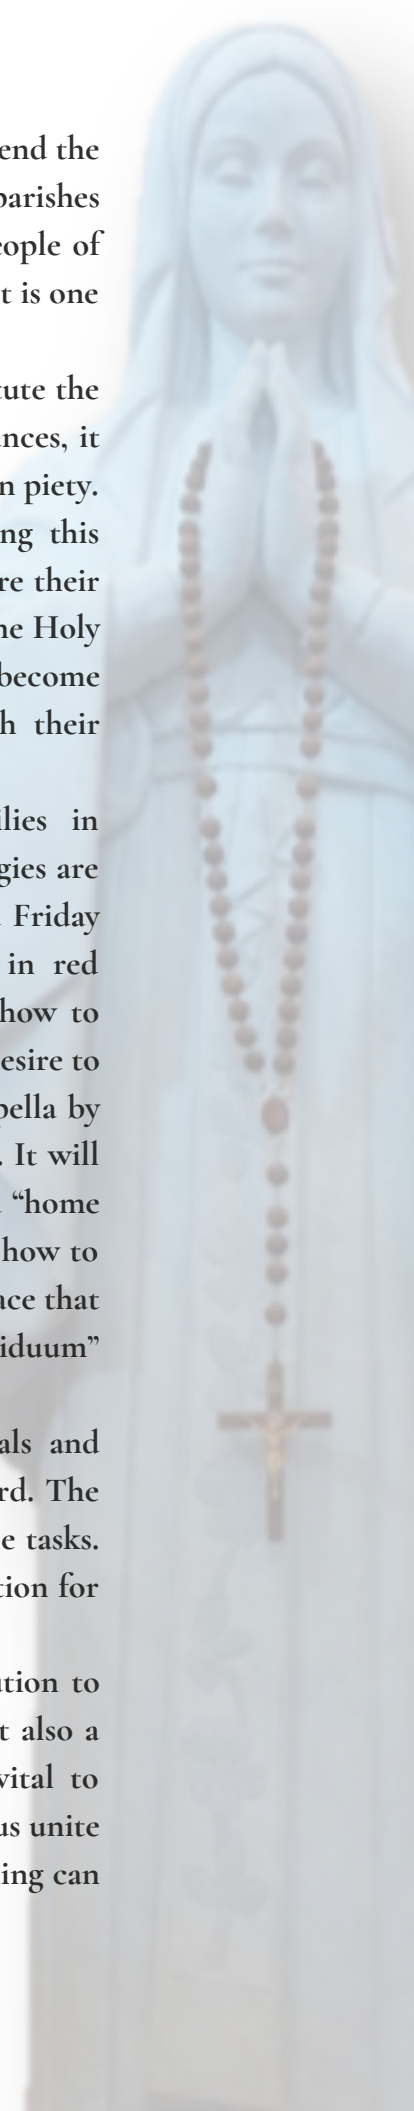 end the
parishes
eople of
t is one
tute the
nces, it
n piety.
ng this
re their
he Holy
become
h their
ilies in
gies are
Friday
in red
how to
esire to
pella by
. It will
“home
how to
ace that
iduum”
als and
rd. The
e tasks.
tion for
ution to
t also a
vital to
us unite
ing can